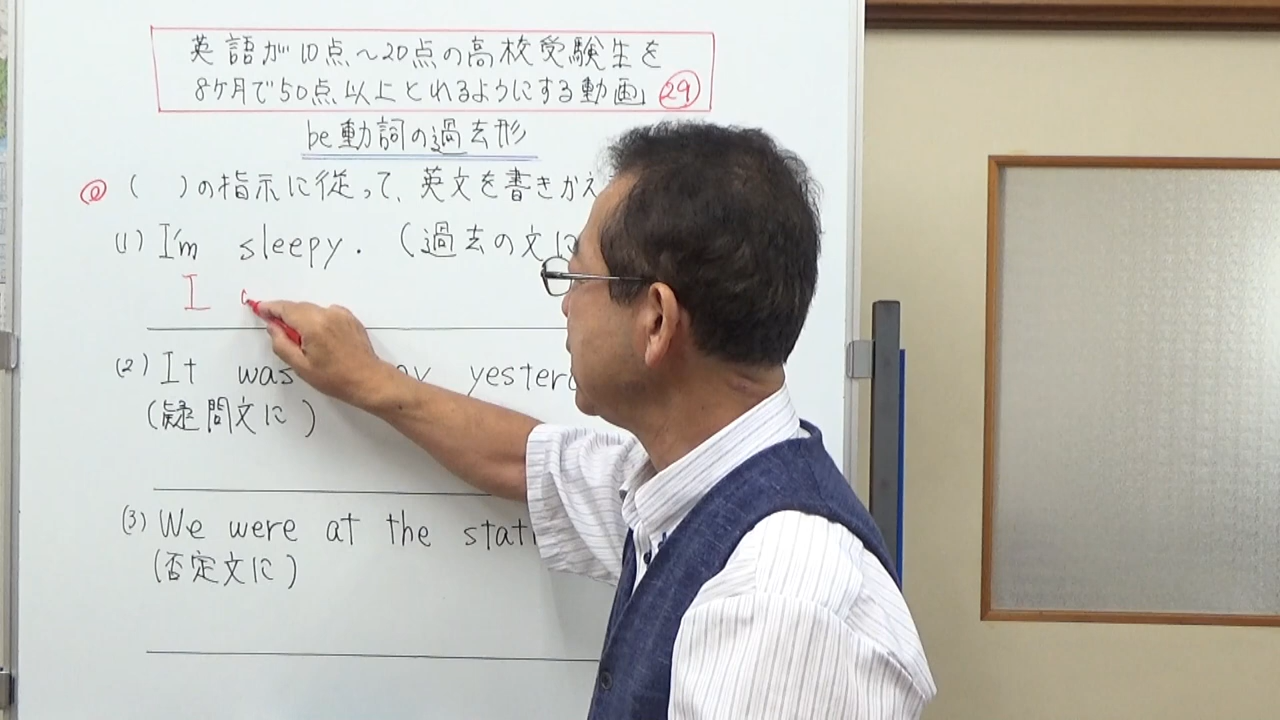 英語が10点～20点の高校受験生を
8ケ月で50点以上とれるようにする動画」 29
be動詞の過去形
( )の指示に従って、英文を書きかえ
(1) I'm sleepy. (過去の文に
I
(2) It was
(疑問文に)
(3) We were at the
(否定文に)